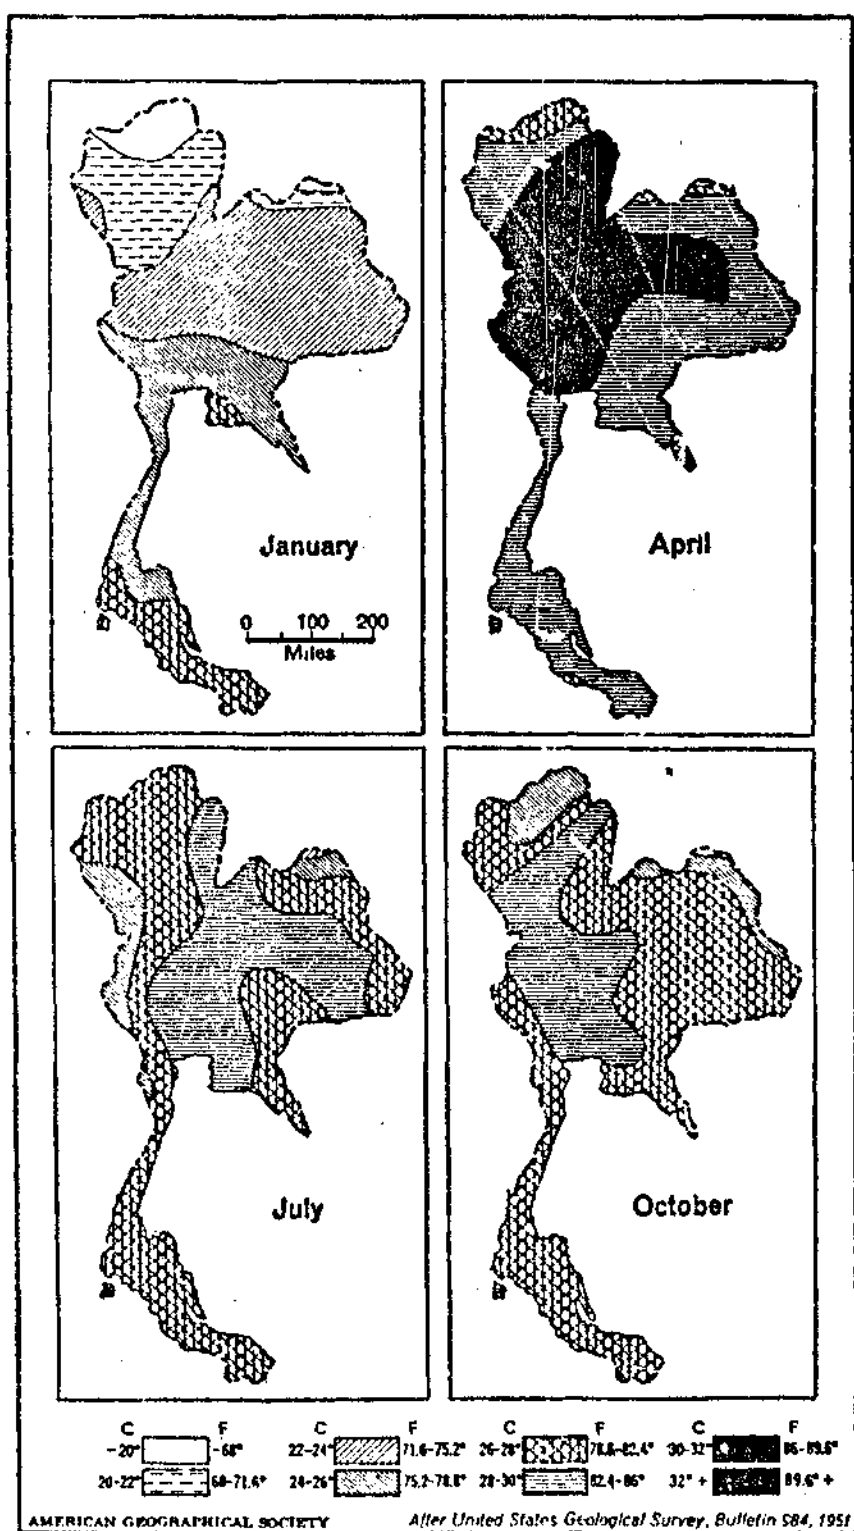 January
0 100 200
Miles
April
July
October
C F C F C F C F
-20° -68° 22-24° 71.6-75.2° 26-28° 78.8-82.4° 30-32° 86-89.6°
20-22° 68-71.6° 24-26° 75.2-78.8° 28-30° 82.4-86° 32°+ 89.6°+
AMERICAN GEOGRAPHICAL SOCIETY After United States Geological Survey, Bulletin 984, 1951